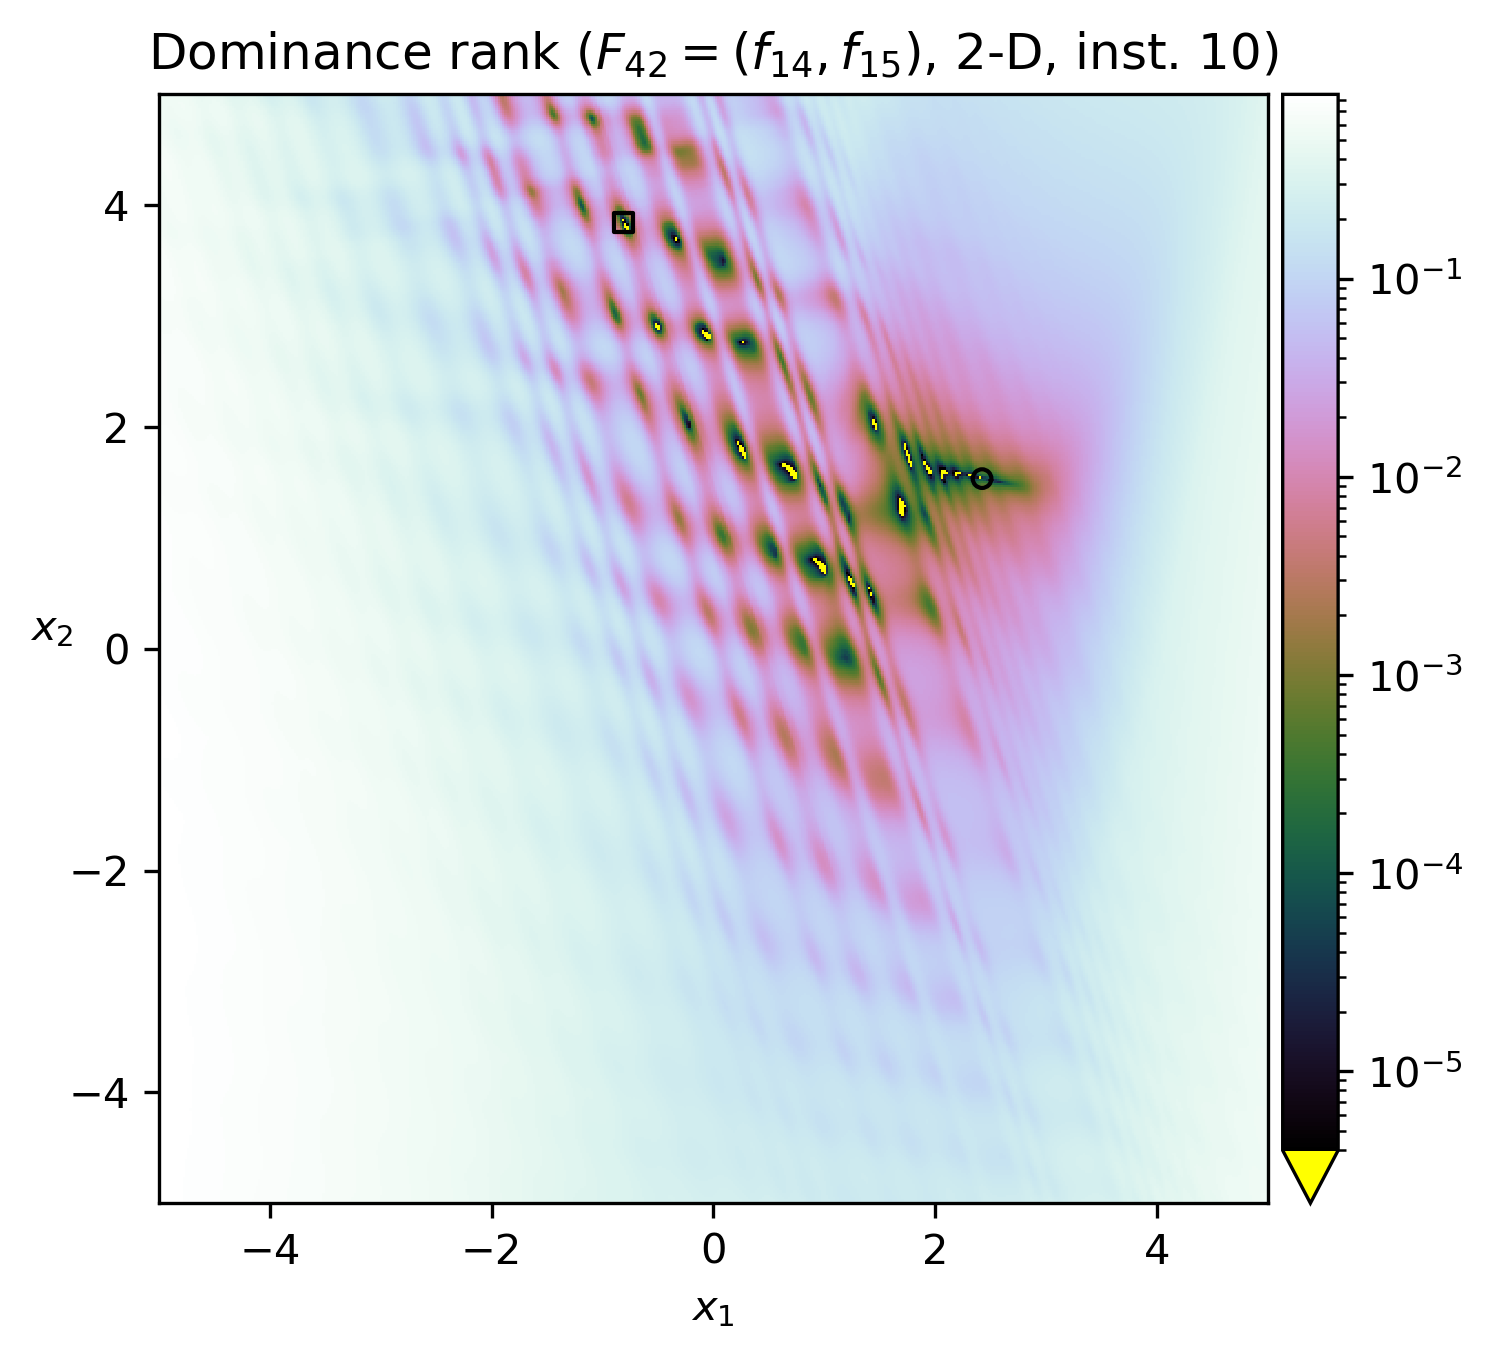 Dominance rank (F₄₂ = (f₁₄, f₁₅), 2-D, inst. 10)
4
2
x₂
0
−2
−4
−4 −2 0 2 4
x₁
10⁻¹
10⁻²
10⁻³
10⁻⁴
10⁻⁵